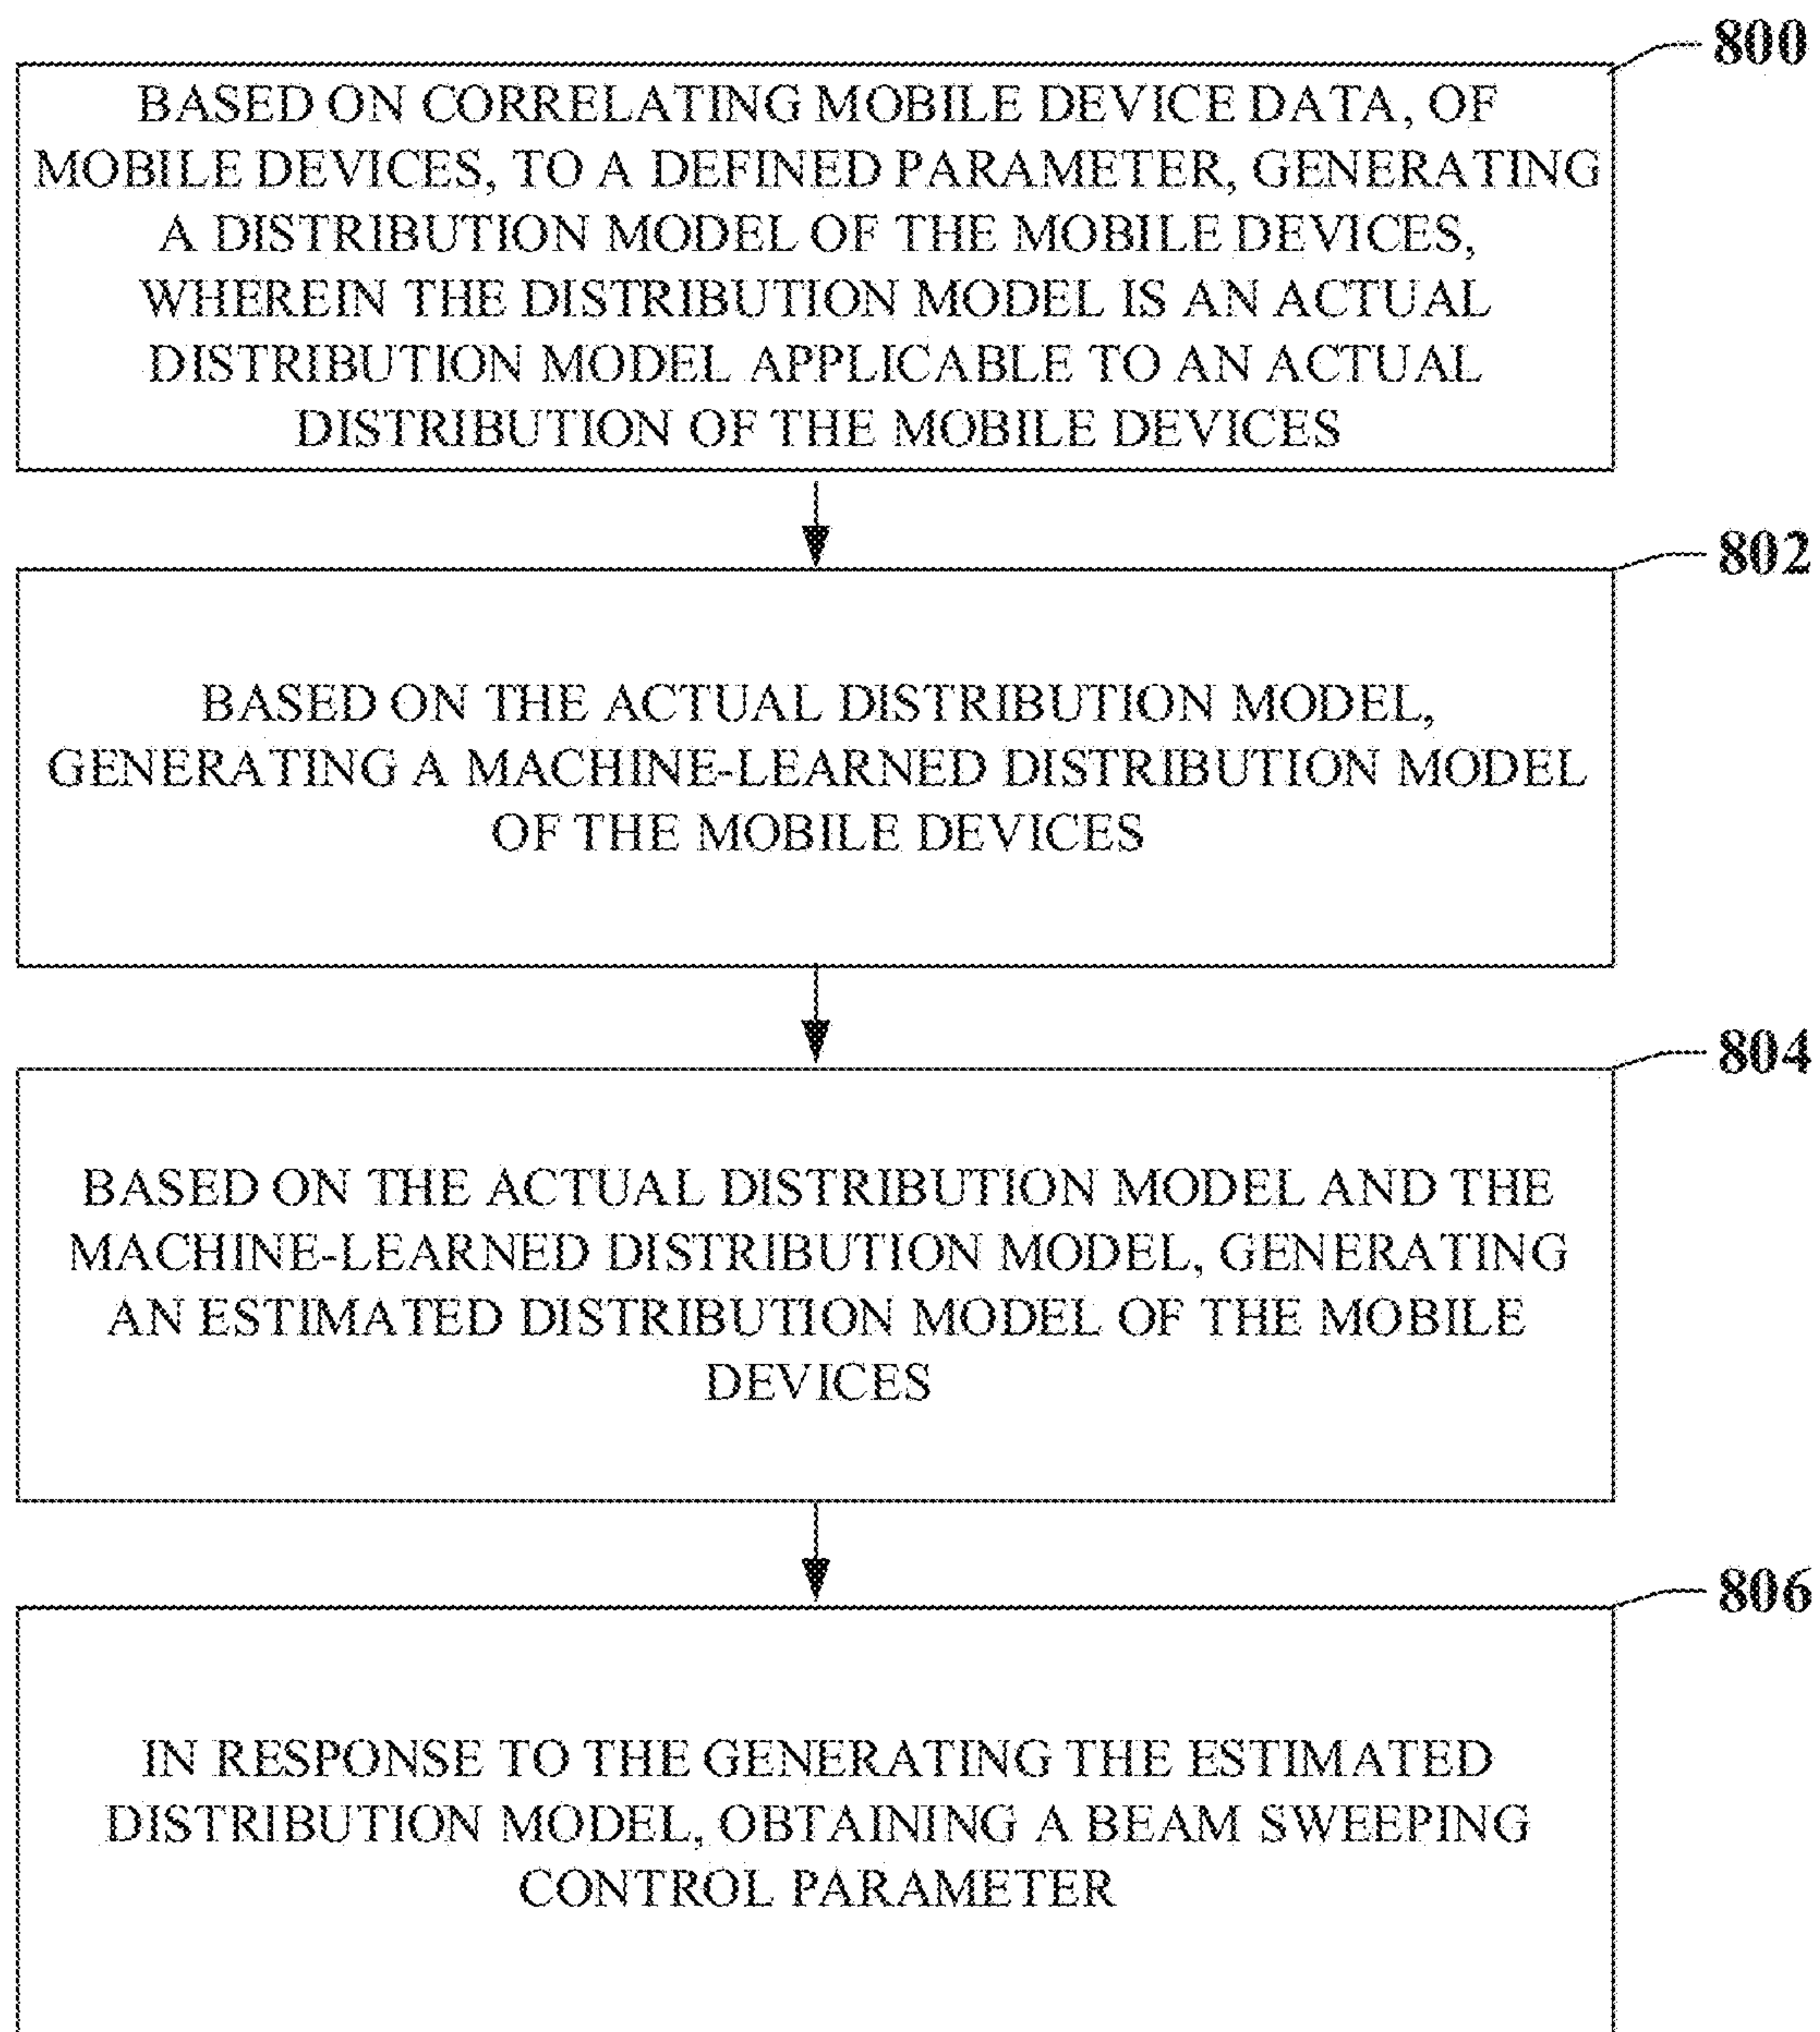 800
BASED ON CORRELATING MOBILE DEVICE DATA, OF
MOBILE DEVICES, TO A DEFINED PARAMETER, GENERATING
A DISTRIBUTION MODEL OF THE MOBILE DEVICES,
WHEREIN THE DISTRIBUTION MODEL IS AN ACTUAL
DISTRIBUTION MODEL APPLICABLE TO AN ACTUAL
DISTRIBUTION OF THE MOBILE DEVICES
802
BASED ON THE ACTUAL DISTRIBUTION MODEL,
GENERATING A MACHINE-LEARNED DISTRIBUTION MODEL
OF THE MOBILE DEVICES
804
BASED ON THE ACTUAL DISTRIBUTION MODEL AND THE
MACHINE-LEARNED DISTRIBUTION MODEL, GENERATING
AN ESTIMATED DISTRIBUTION MODEL OF THE MOBILE
DEVICES
806
IN RESPONSE TO THE GENERATING THE ESTIMATED
DISTRIBUTION MODEL, OBTAINING A BEAM SWEEPING
CONTROL PARAMETER